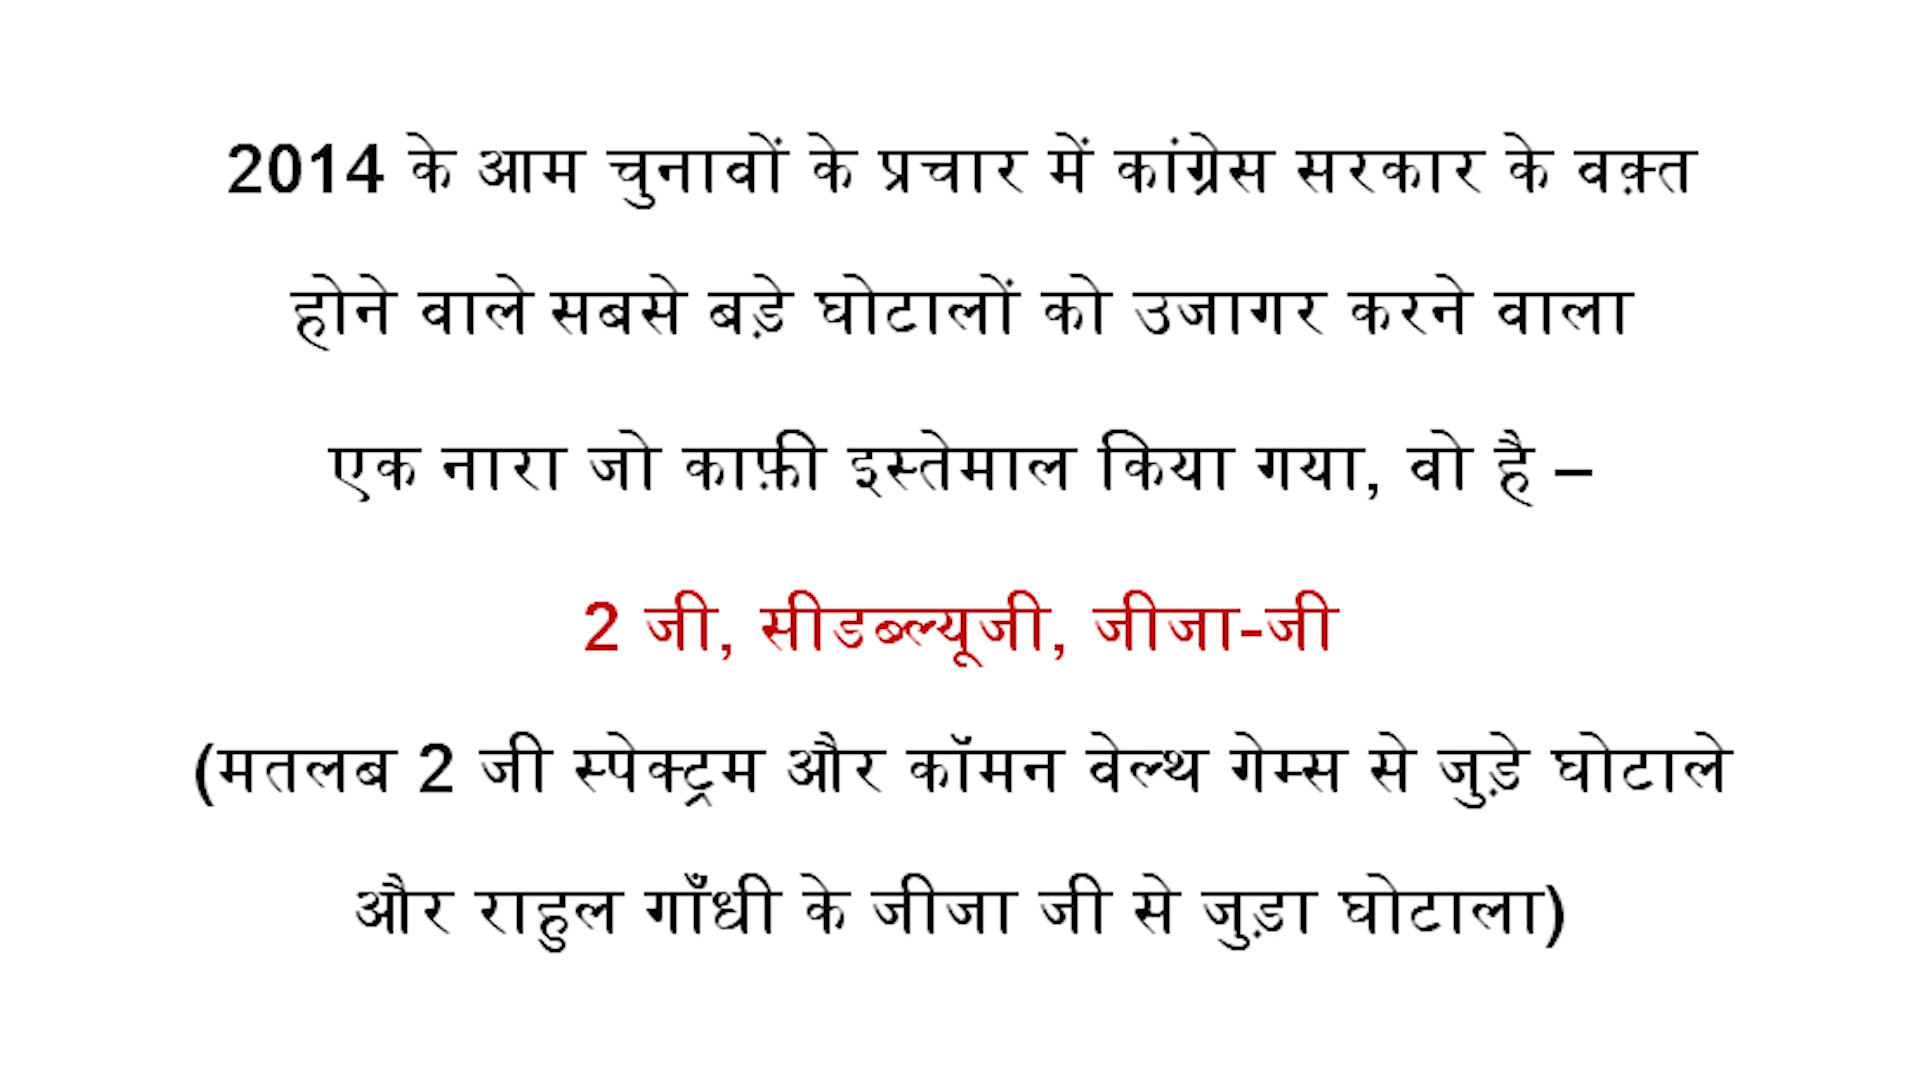 2014 के आम चुनावों के प्रचार में कांग्रेस सरकार के वक़्त
होने वाले सबसे बड़े घोटालों को उजागर करने वाला
एक नारा जो काफ़ी इस्तेमाल किया गया, वो है –
2 जी, सीडब्ल्यूजी, जीजा-जी
(मतलब 2 जी स्पेक्ट्रम और कॉमन वेल्थ गेम्स से जुड़े घोटाले
और राहुल गाँधी के जीजा जी से जुड़ा घोटाला)